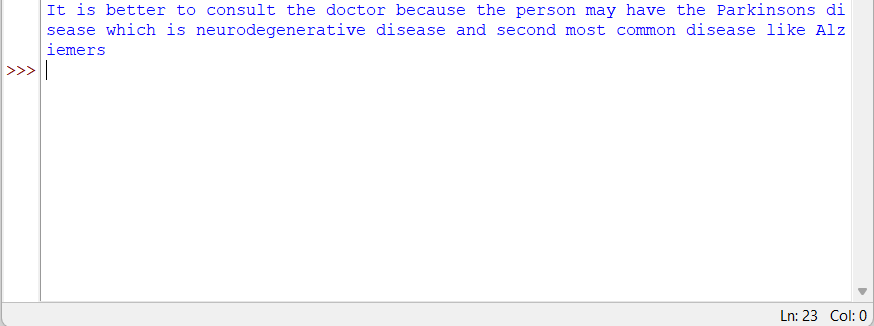 It is better to consult the doctor because the person may have the Parkinsons di
sease which is neurodegenerative disease and second most common disease like Alz
iemers
>>>
Ln: 23 Col: 0